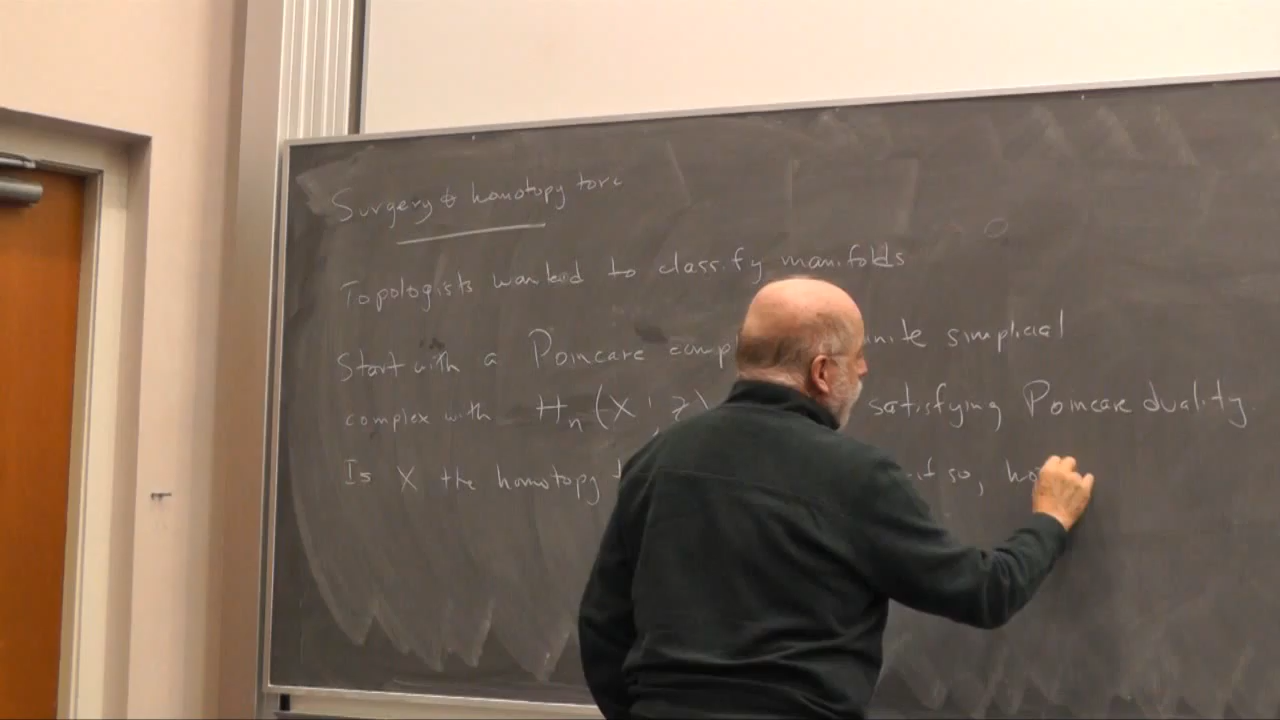 Surgery & homotopy tori
Topologists wanted to classify manifolds
Start with a Poincare comp nite simplicial
complex with Hn(X; Z) satisfying Poincare duality
Is X the homotopy if so, ho